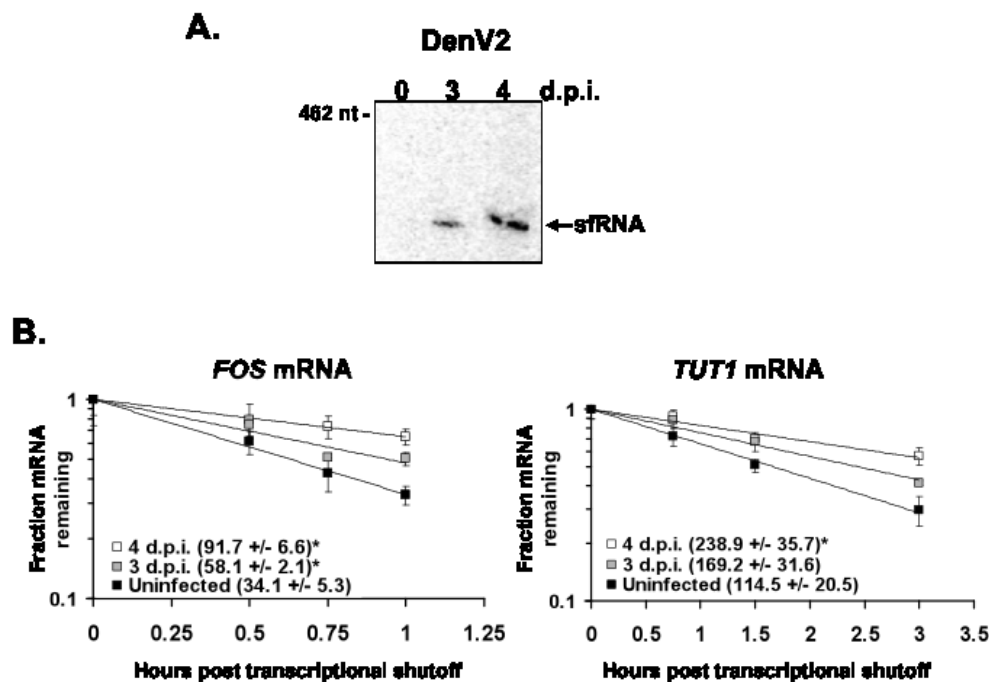 A.
DenV2
0 3 4 d.p.i.
462 nt -
sfRNA
B.
FOS mRNA
Fraction mRNA
remaining
1
0.1
4 d.p.i. (91.7 +/- 6.6)*
3 d.p.i. (58.1 +/- 2.1)*
Uninfected (34.1 +/- 5.3)
0 0.25 0.5 0.75 1 1.25
Hours post transcriptional shutoff
TUT1 mRNA
Fraction mRNA
remaining
1
0.1
4 d.p.i. (238.9 +/- 35.7)*
3 d.p.i. (169.2 +/- 31.6)
Uninfected (114.5 +/- 20.5)
0 0.5 1 1.5 2 2.5 3 3.5
Hours post transcriptional shutoff